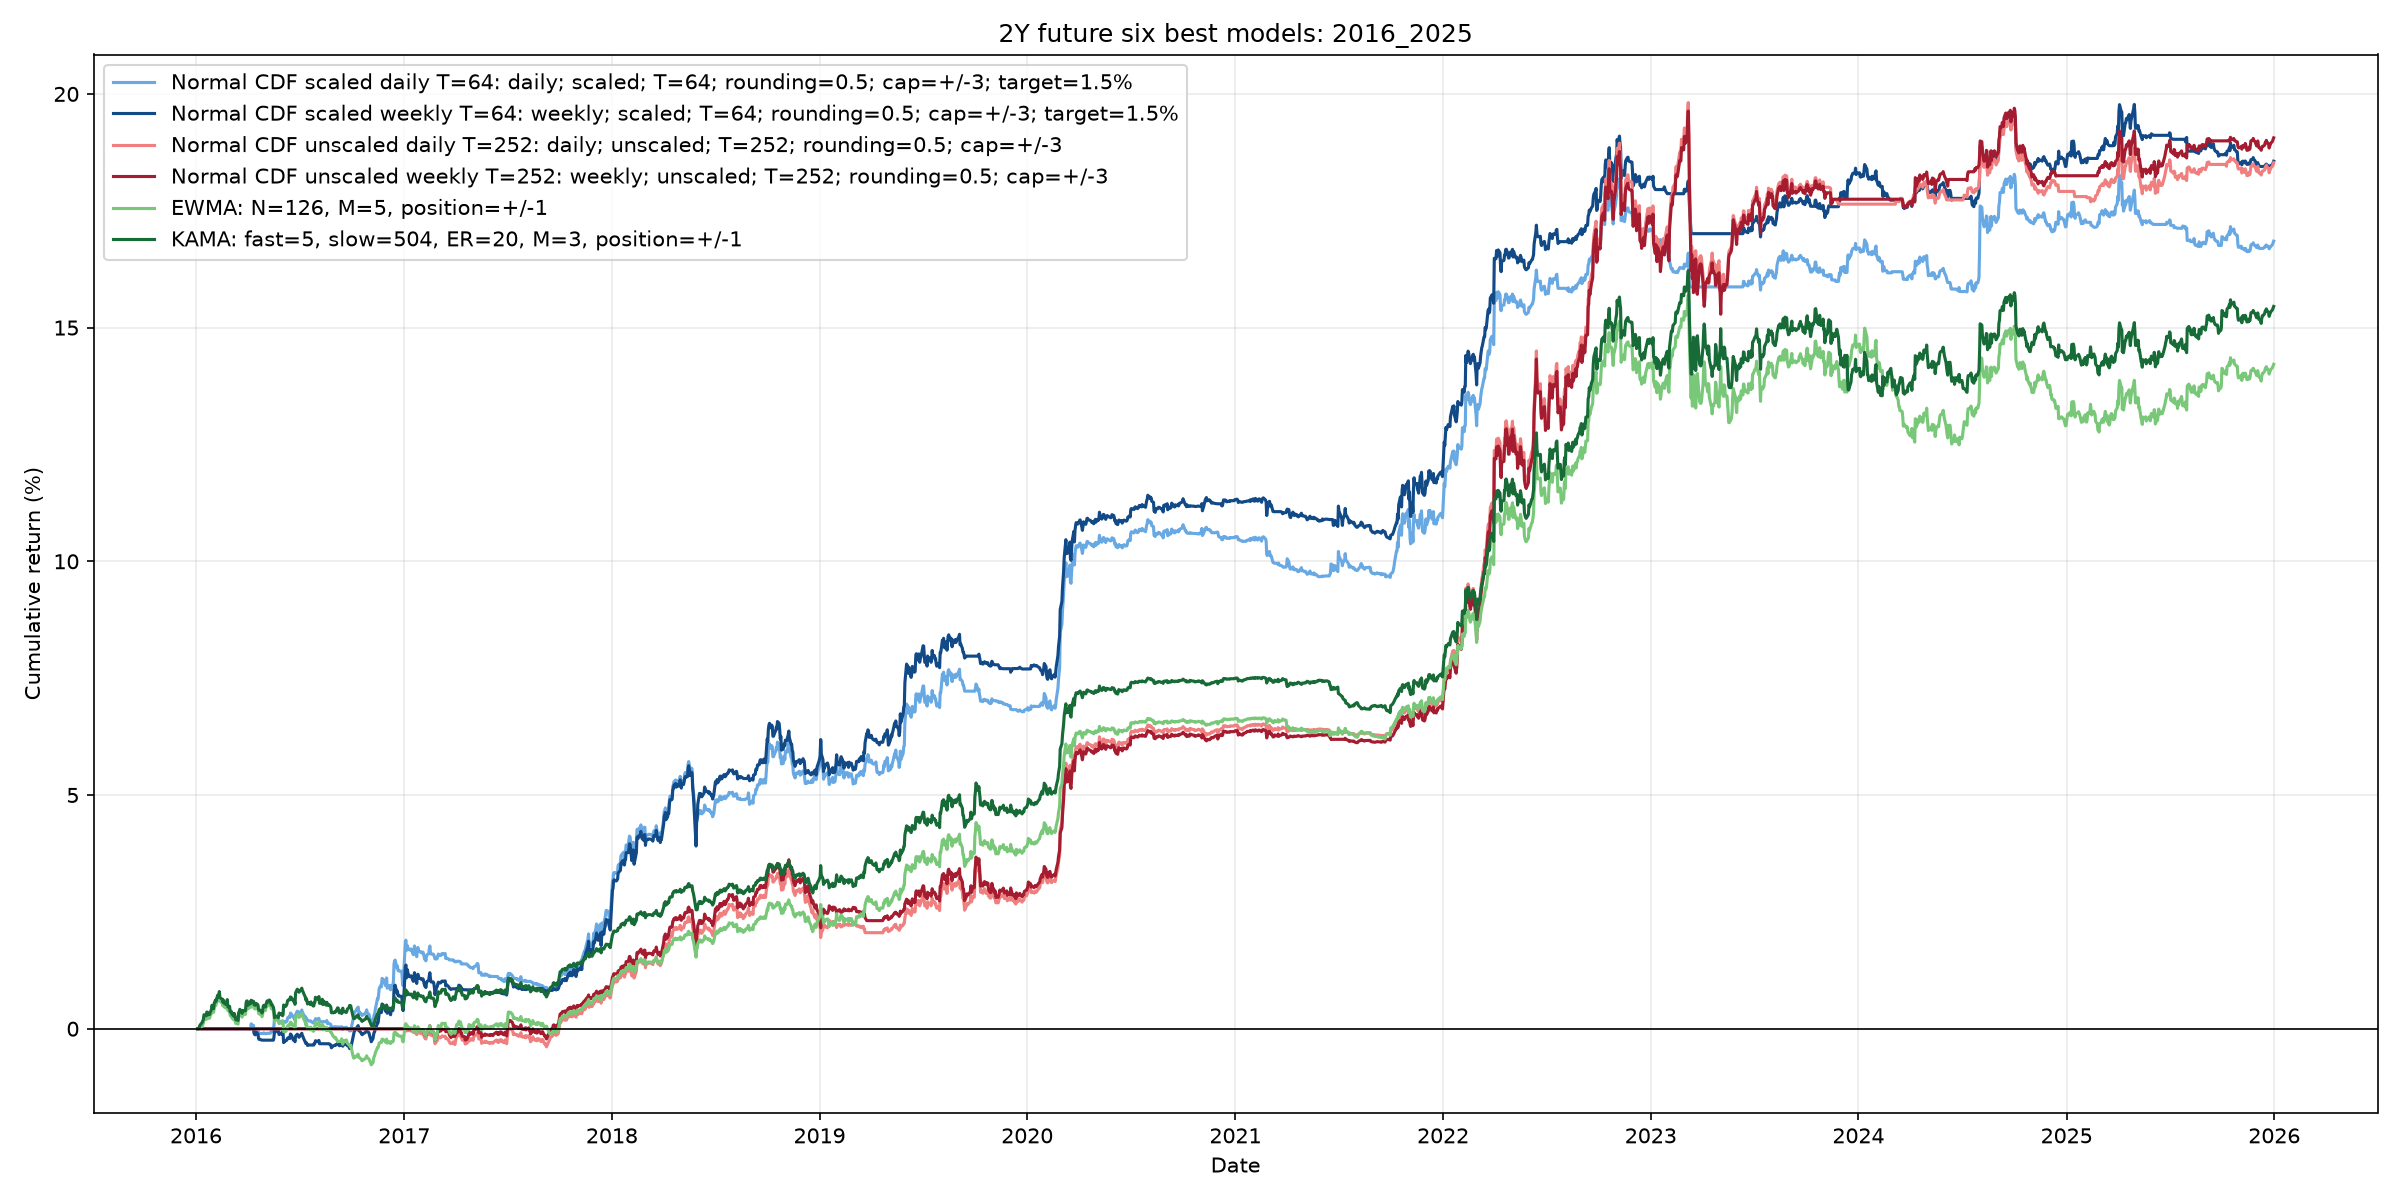 2Y future six best models: 2016_2025
Normal CDF scaled daily T=64: daily; scaled; T=64; rounding=0.5; cap=+/-3; target=1.5%
Normal CDF scaled weekly T=64: weekly; scaled; T=64; rounding=0.5; cap=+/-3; target=1.5%
Normal CDF unscaled daily T=252: daily; unscaled; T=252; rounding=0.5; cap=+/-3
Normal CDF unscaled weekly T=252: weekly; unscaled; T=252; rounding=0.5; cap=+/-3
EWMA: N=126, M=5, position=+/-1
KAMA: fast=5, slow=504, ER=20, M=3, position=+/-1
Cumulative return (%)
20
15
10
5
0
2016 2017 2018 2019 2020 2021 2022 2023 2024 2025 2026
Date